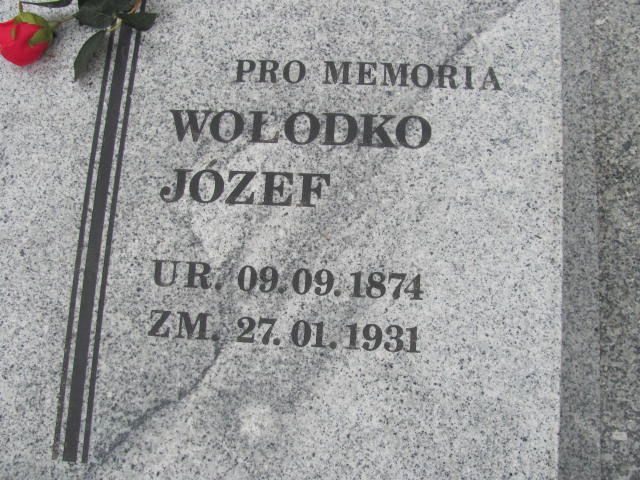 PRO MEMORIA
WOŁODKO
JÓZEF
UR. 09.09.1874
ZM. 27.01.1931